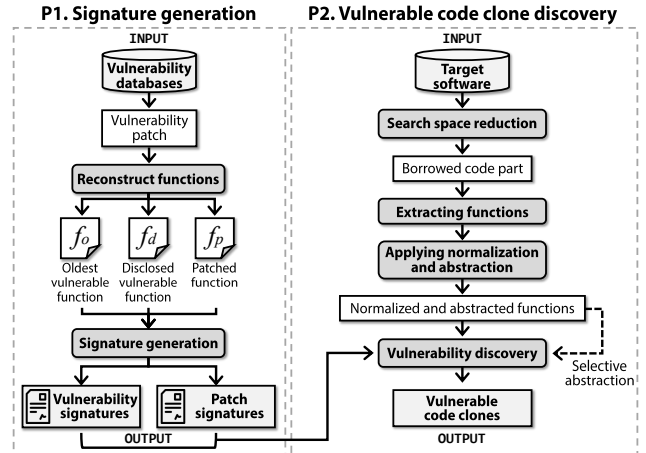 P1. Signature generation
INPUT
Vulnerability
databases
Vulnerability
patch
Reconstruct functions
fo
fd
fp
Oldest
vulnerable
function
Disclosed
vulnerable
function
Patched
function
Signature generation
Vulnerability
signatures
Patch
signatures
OUTPUT
P2. Vulnerable code clone discovery
INPUT
Target
software
Search space reduction
Borrowed code part
Extracting functions
Applying normalization
and abstraction
Normalized and abstracted functions
Vulnerability discovery
Selective
abstraction
Vulnerable
code clones
OUTPUT